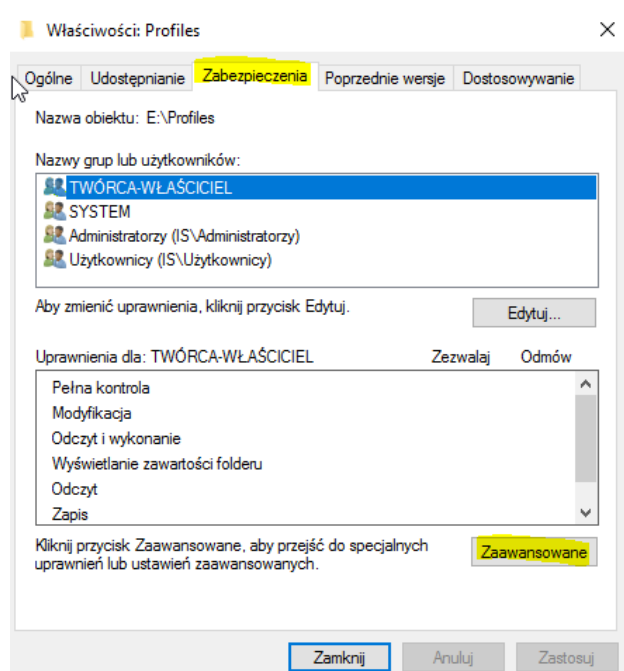 Właściwości: Profiles
Ogólne Udostępnianie Zabezpieczenia Poprzednie wersje Dostosowywanie
Nazwa obiektu: E:\Profiles
Nazwy grup lub użytkowników:
TWÓRCA-WŁAŚCICIEL
SYSTEM
Administratorzy (IS\Administratorzy)
Użytkownicy (IS\Użytkownicy)
Aby zmienić uprawnienia, kliknij przycisk Edytuj.
Edytuj...
Uprawnienia dla: TWÓRCA-WŁAŚCICIEL Zezwalaj Odmów
Pełna kontrola
Modyfikacja
Odczyt i wykonanie
Wyświetlanie zawartości folderu
Odczyt
Zapis
Kliknij przycisk Zaawansowane, aby przejść do specjalnych
uprawnień lub ustawień zaawansowanych.
Zaawansowane
Zamknij Anuluj Zastosuj